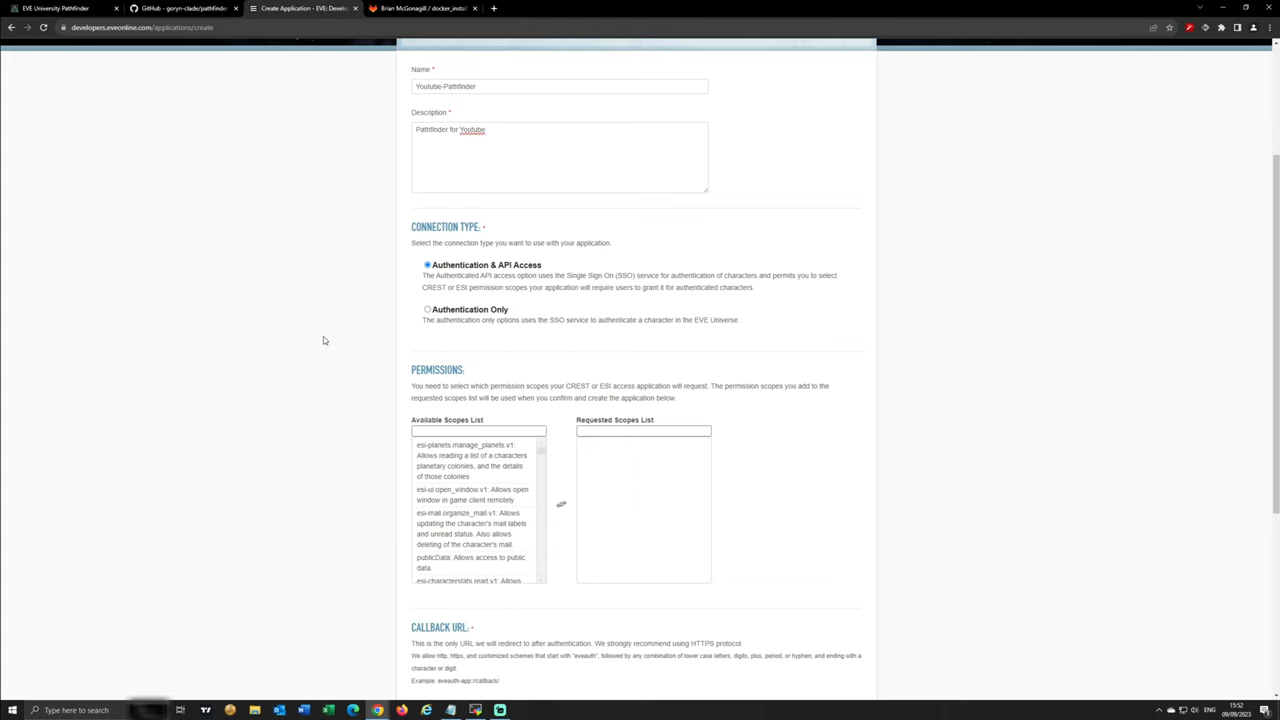 EVE University Pathfinder
GitHub - goryn-clade/pathfinder
Create Application - EVE: Develo
Brian McGonagill / docker_instal
developers.eveonline.com/applications/create
Name *
Youtube-Pathfinder
Description *
Pathfinder for Youtube
CONNECTION TYPE: *
Select the connection type you want to use with your application.
Authentication & API Access
The Authenticated API access option uses the Single Sign On (SSO) service for authentication of characters and permits you to select
CREST or ESI permission scopes your application will require users to grant it for authenticated characters.
Authentication Only
The authentication only options uses the SSO service to authenticate a character in the EVE Universe.
PERMISSIONS:
You need to select which permission scopes your CREST or ESI access application will request. The permission scopes you add to the
requested scopes list will be used when you confirm and create the application below.
Available Scopes List
Requested Scopes List
esi-planets.manage_planets.v1:
Allows reading a list of a characters
planetary colonies, and the details
of those colonies
esi-ui.open_window.v1: Allows open
window in game client remotely
esi-mail.organize_mail.v1: Allows
updating the character's mail labels
and unread status. Also allows
deleting of the character's mail.
publicData: Allows access to public
data.
esi-characterstats.read.v1: Allows
CALLBACK URL: *
This is the only URL we will redirect to after authentication. We strongly recommend using HTTPS protocol.
We allow http, https, and customized schemes that start with "eveauth", followed by any combination of lower case letters, digits, plus, period, or hyphen; and ending with a
character or digit.
Example: eveauth-app://callback/
Type here to search
ENG
15:52
09/09/2023